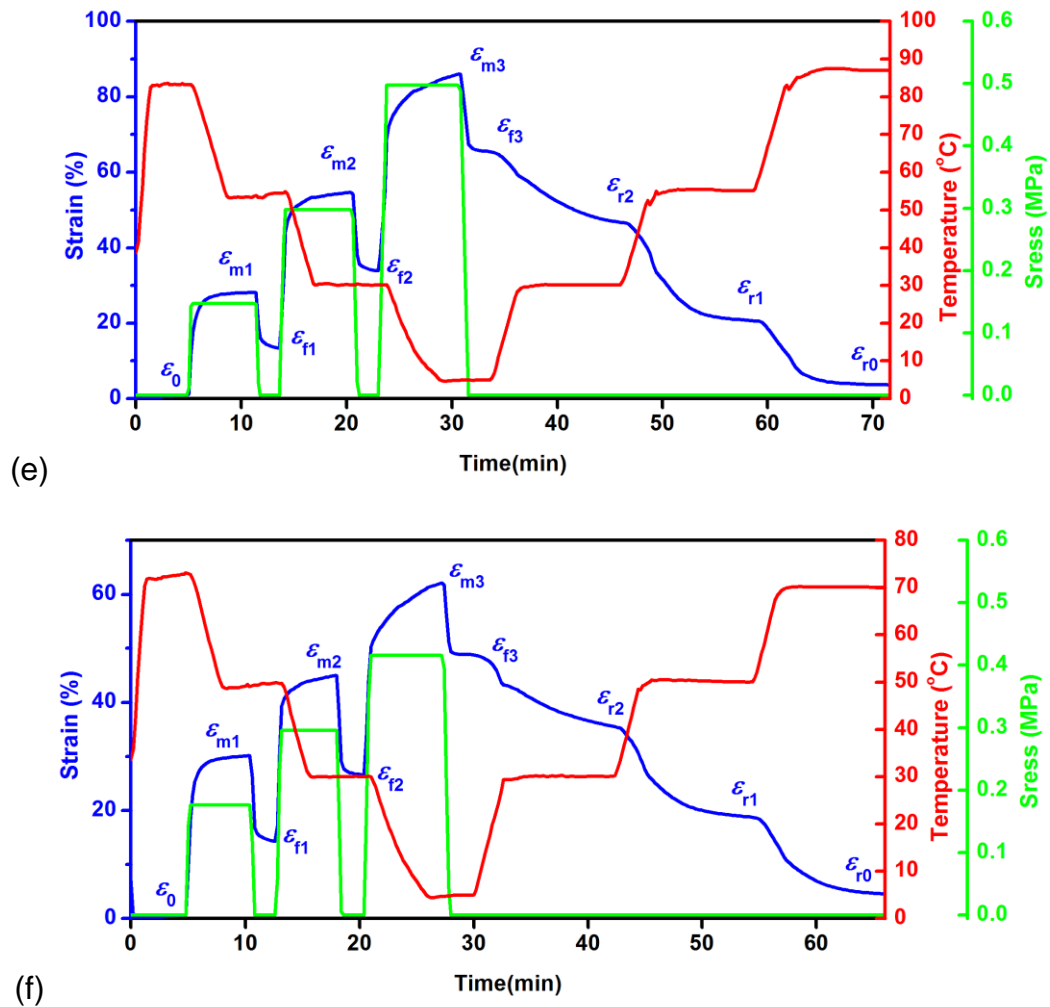 100
80
60
40
20
0
Strain (%)
εm1
εm2
εm3
ε0
εf1
εf2
εf3
εr2
εr1
εr0
100
90
80
70
60
50
40
30
20
10
0
Temperature (°C)
0.6
0.5
0.4
0.3
0.2
0.1
0.0
Sress (MPa)
0 10 20 30 40 50 60 70
Time(min)
(e)
60
40
20
0
Strain (%)
εm1
εm2
εm3
ε0
εf1
εf2
εf3
εr2
εr1
εr0
80
70
60
50
40
30
20
10
0
Temperature (°C)
0.6
0.5
0.4
0.3
0.2
0.1
0.0
Sress (MPa)
0 10 20 30 40 50 60
Time(min)
(f)